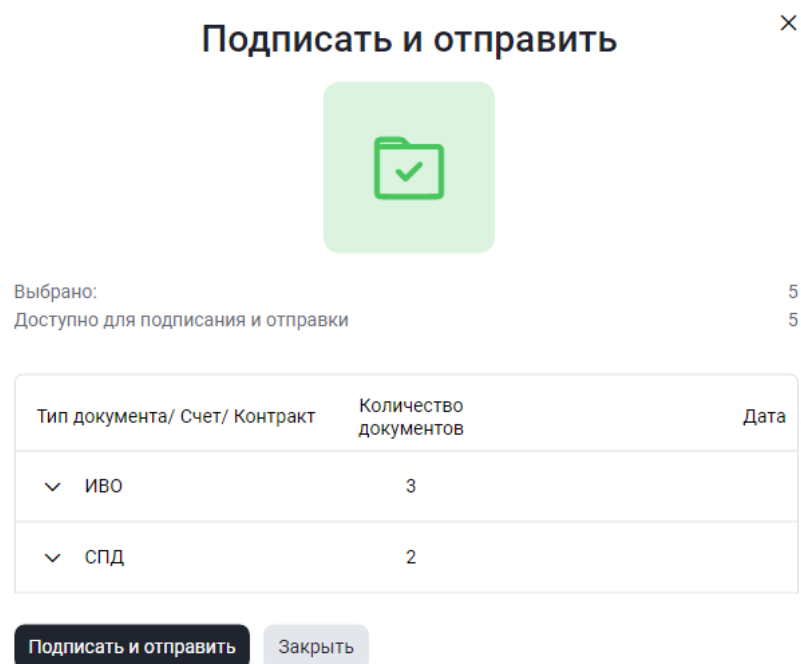 Подписать и отправить
Выбрано: 5
Доступно для подписания и отправки 5
Тип документа/ Счет/ Контракт Количество документов Дата
ИВО 3
СПД 2
Подписать и отправить Закрыть